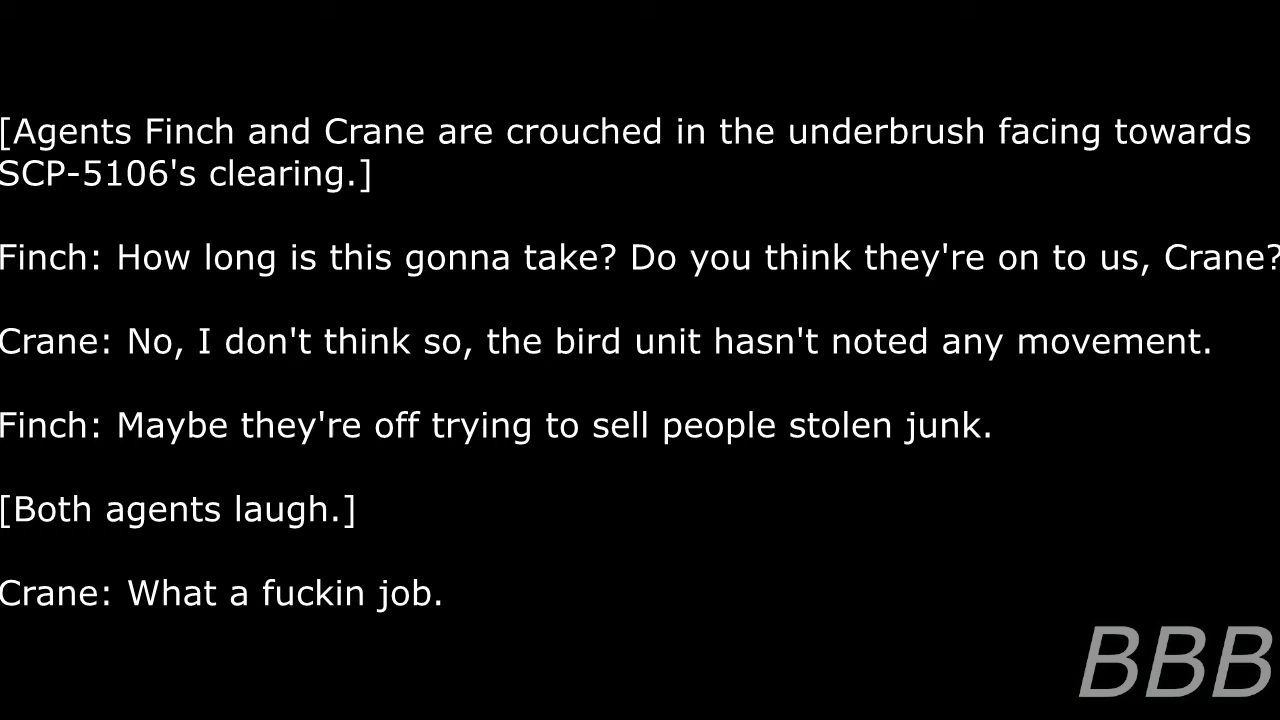 [Agents Finch and Crane are crouched in the underbrush facing towards
SCP-5106's clearing.]
Finch: How long is this gonna take? Do you think they're on to us, Crane?
Crane: No, I don't think so, the bird unit hasn't noted any movement.
Finch: Maybe they're off trying to sell people stolen junk.
[Both agents laugh.]
Crane: What a fuckin job.
BBB